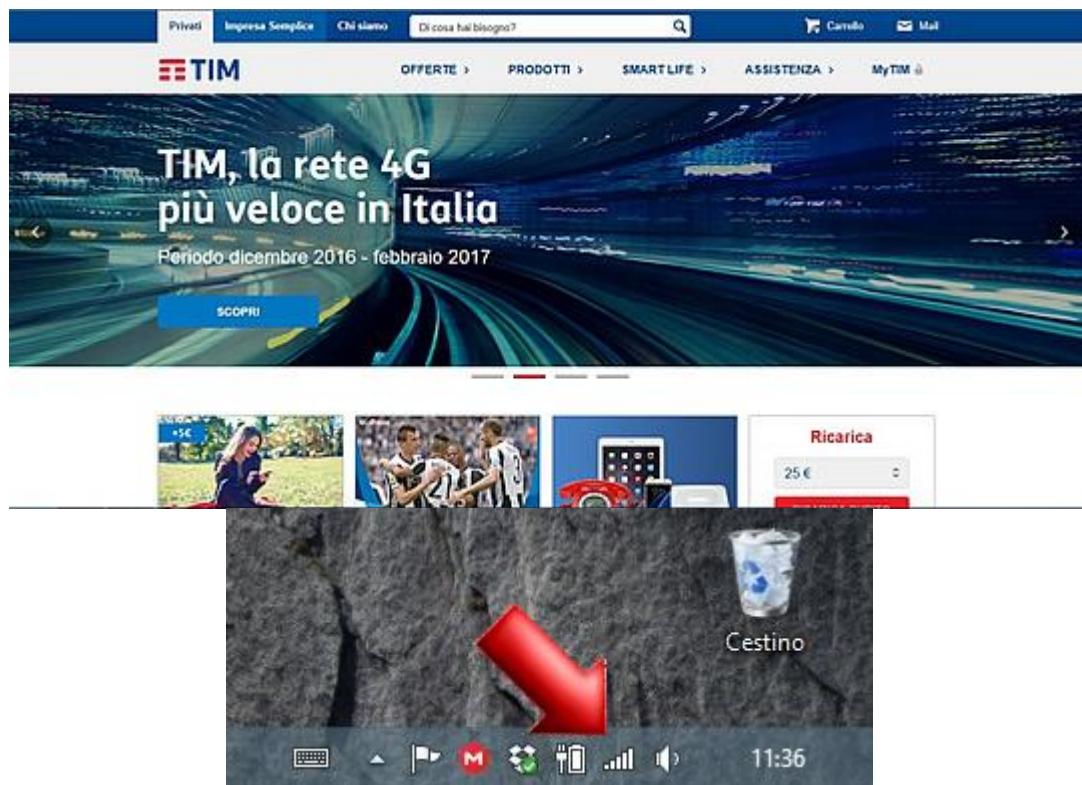 Privati Impresa Semplice Chi siamo Di cosa hai bisogno? Carrello Mail
TIM OFFERTE > PRODOTTI > SMART LIFE > ASSISTENZA > MyTIM
TIM, la rete 4G
più veloce in Italia
Periodo dicembre 2016 - febbraio 2017
SCOPRI
+5€
Ricarica
25 €
Cestino
M
11:36